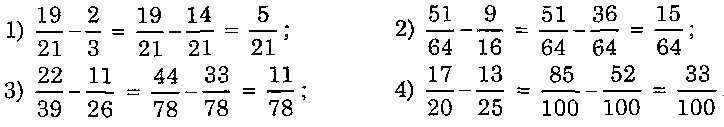 1) 19/21 - 2/3 = 19/21 - 14/21 = 5/21 ; 2) 51/64 - 9/16 = 51/64 - 36/64 = 15/64 ;
3) 22/39 - 11/26 = 44/78 - 33/78 = 11/78 ; 4) 17/20 - 13/25 = 85/100 - 52/100 = 33/100 .